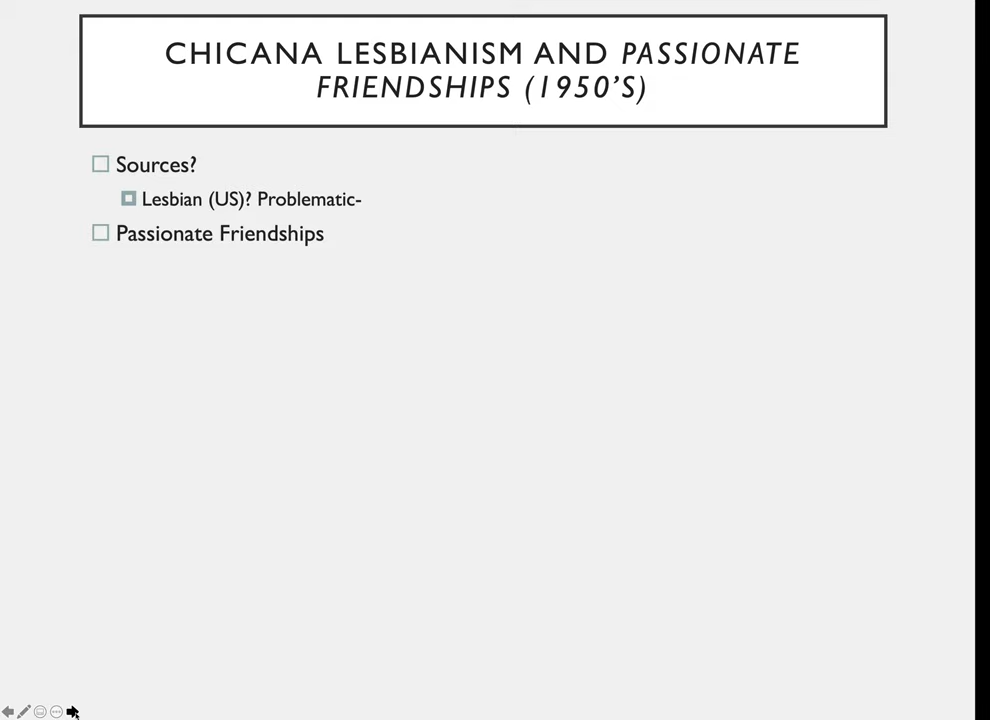 CHICANA LESBIANISM AND PASSIONATE
FRIENDSHIPS (1950'S)
Sources?
Lesbian (US)? Problematic-
Passionate Friendships